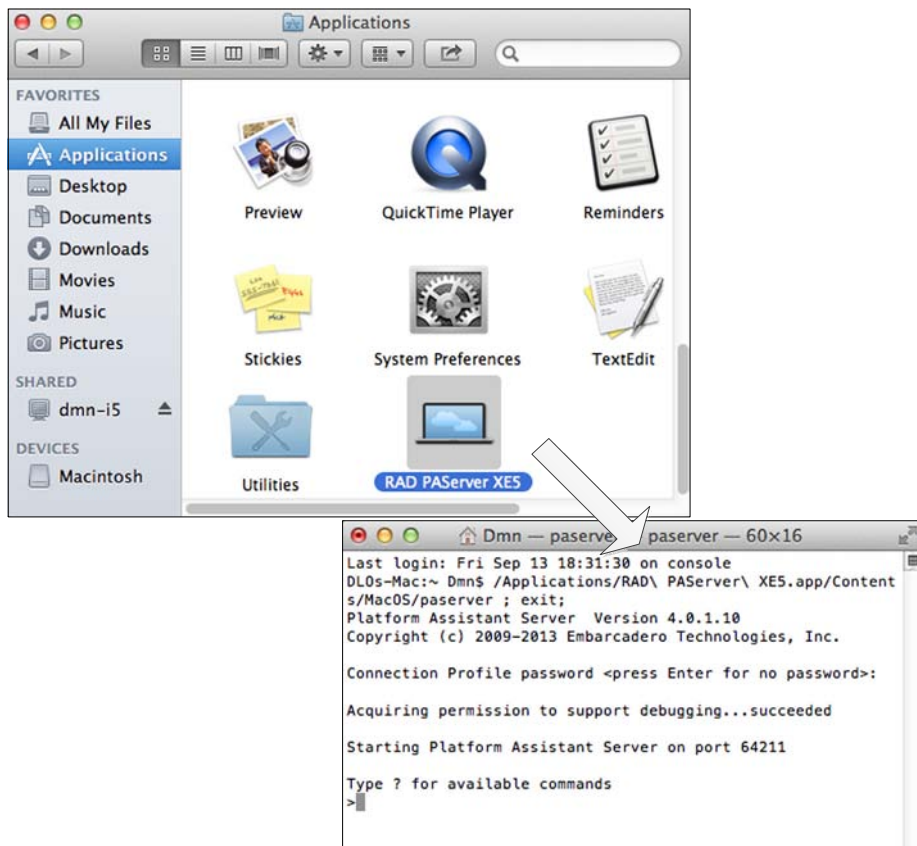 Applications
FAVORITES
All My Files
Applications
Desktop
Documents
Downloads
Movies
Music
Pictures
SHARED
dmn-i5
DEVICES
Macintosh
Preview
QuickTime Player
Reminders
Stickies
System Preferences
TextEdit
Utilities
RAD PAServer XE5
Dmn — paserve paserver — 60×16
Last login: Fri Sep 13 18:31:30 on console
DLOs-Mac:~ Dmn$ /Applications/RAD\ PAServer\ XE5.app/Content
s/MacOS/paserver ; exit;
Platform Assistant Server  Version 4.0.1.10
Copyright (c) 2009-2013 Embarcadero Technologies, Inc.
Connection Profile password <press Enter for no password>:
Acquiring permission to support debugging...succeeded
Starting Platform Assistant Server on port 64211
Type ? for available commands
>